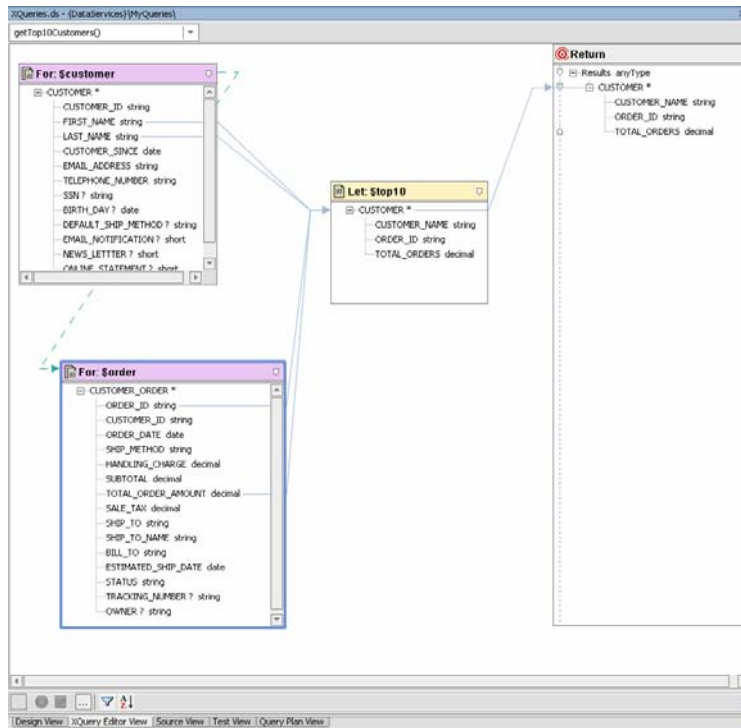 XQueries.ds - {DataServices}\MyQueries\
getTop10Customers()
For: $customer
CUSTOMER *
CUSTOMER_ID string
FIRST_NAME string
LAST_NAME string
CUSTOMER_SINCE date
EMAIL_ADDRESS string
TELEPHONE_NUMBER string
SSN ? string
BIRTH_DAY ? date
DEFAULT_SHIP_METHOD ? string
EMAIL_NOTIFICATION ? short
NEWS_LETTTER ? short
ONLINE_STATEMENT ? short
For: $order
CUSTOMER_ORDER *
ORDER_ID string
CUSTOMER_ID string
ORDER_DATE date
SHIP_METHOD string
HANDLING_CHARGE decimal
SUBTOTAL decimal
TOTAL_ORDER_AMOUNT decimal
SALE_TAX decimal
SHIP_TO string
SHIP_TO_NAME string
BILL_TO string
ESTIMATED_SHIP_DATE date
STATUS string
TRACKING_NUMBER ? string
OWNER ? string
Let: $top10
CUSTOMER *
CUSTOMER_NAME string
ORDER_ID string
TOTAL_ORDERS decimal
Return
Results anyType
CUSTOMER *
CUSTOMER_NAME string
ORDER_ID string
TOTAL_ORDERS decimal
Design View | XQuery Editor View | Source View | Test View | Query Plan View